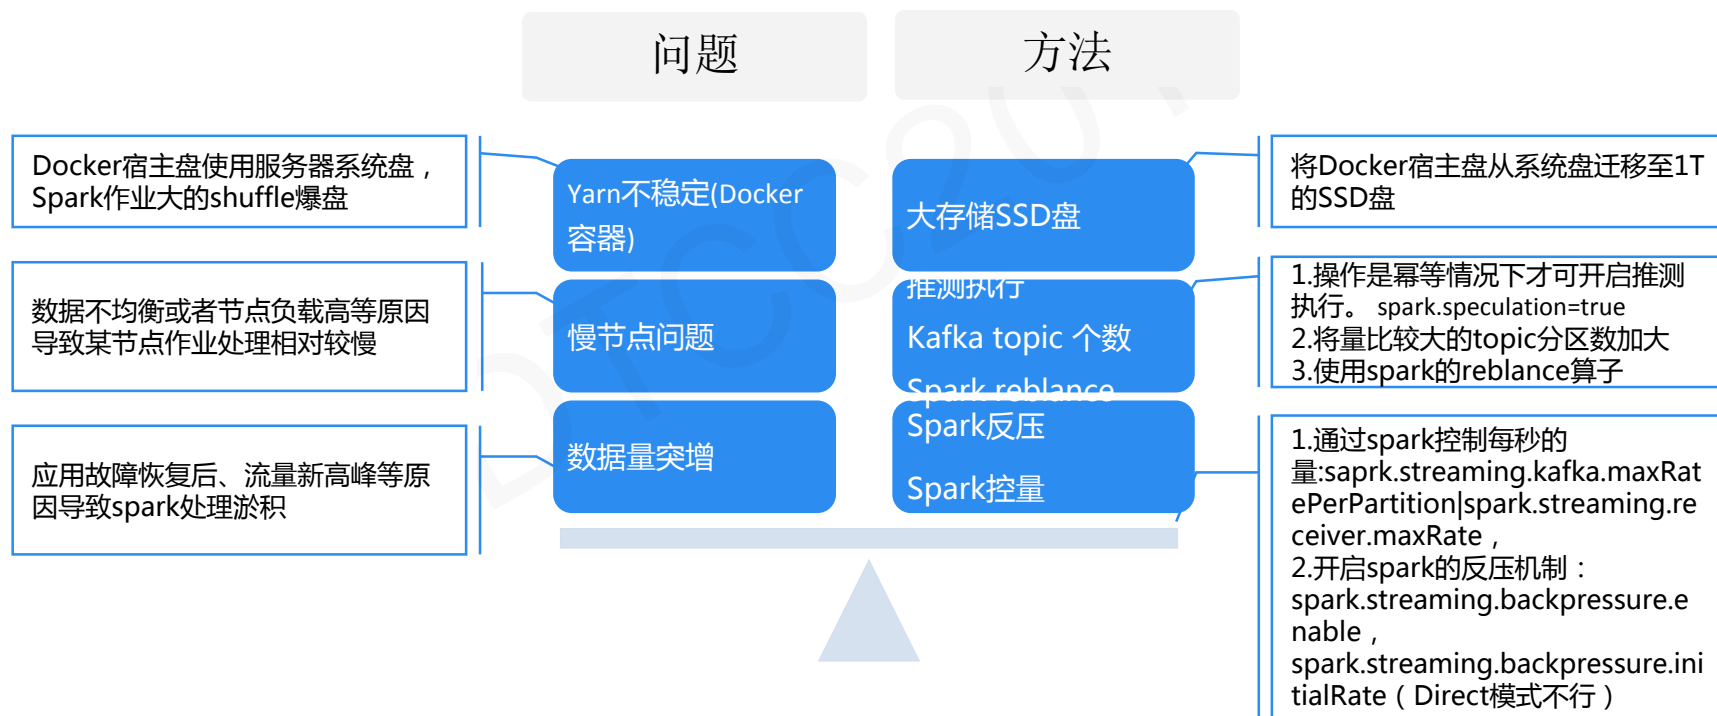 问题
方法
Docker宿主盘使用服务器系统盘，
Spark作业大的shuffle爆盘
Yarn不稳定(Docker
容器)
大存储SSD盘
将Docker宿主盘从系统盘迁移至1T
的SSD盘
数据不均衡或者节点负载高等原因
导致某节点作业处理相对较慢
慢节点问题
推测执行
Kafka topic 个数
Spark reblance
1.操作是幂等情况下才可开启推测
执行。 spark.speculation=true
2.将量比较大的topic分区数加大
3.使用spark的reblance算子
应用故障恢复后、流量新高峰等原
因导致spark处理淤积
数据量突增
Spark反压
Spark控量
1.通过spark控制每秒的
量:saprk.streaming.kafka.maxRat
ePerPartition|spark.streaming.re
ceiver.maxRate，
2.开启spark的反压机制：
spark.streaming.backpressure.e
nable，
spark.streaming.backpressure.ini
tialRate（Direct模式不行）
DTCC20